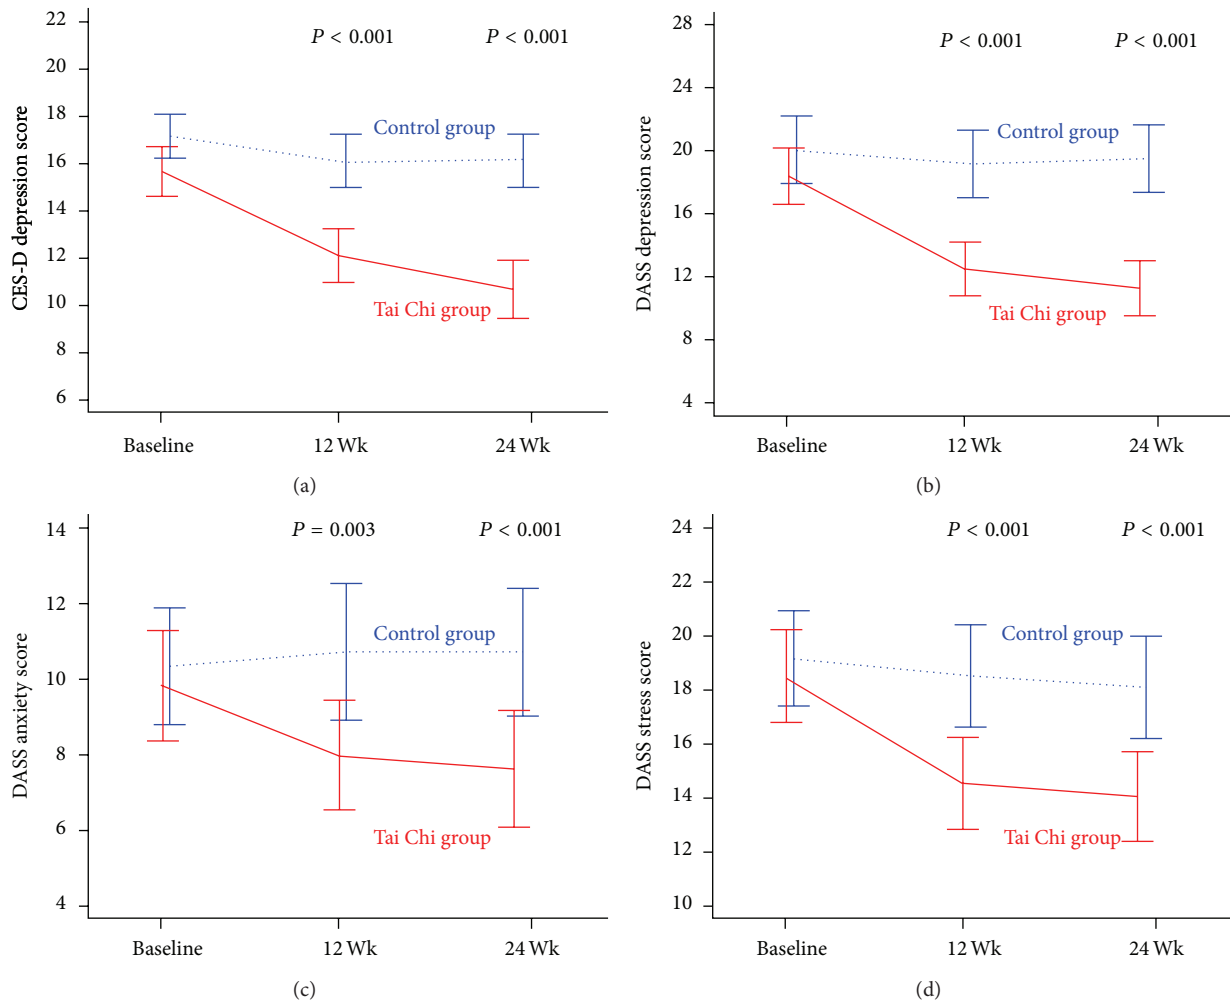 22
20
18
16
14
12
10
8
6
CES-D depression score
P < 0.001
P < 0.001
Control group
Tai Chi group
Baseline
12 Wk
24 Wk
(a)
28
24
20
16
12
8
4
DASS depression score
P < 0.001
P < 0.001
Control group
Tai Chi group
Baseline
12 Wk
24 Wk
(b)
14
12
10
8
6
4
DASS anxiety score
P = 0.003
P < 0.001
Control group
Tai Chi group
Baseline
12 Wk
24 Wk
(c)
24
22
20
18
16
14
12
10
DASS stress score
P < 0.001
P < 0.001
Control group
Tai Chi group
Baseline
12 Wk
24 Wk
(d)